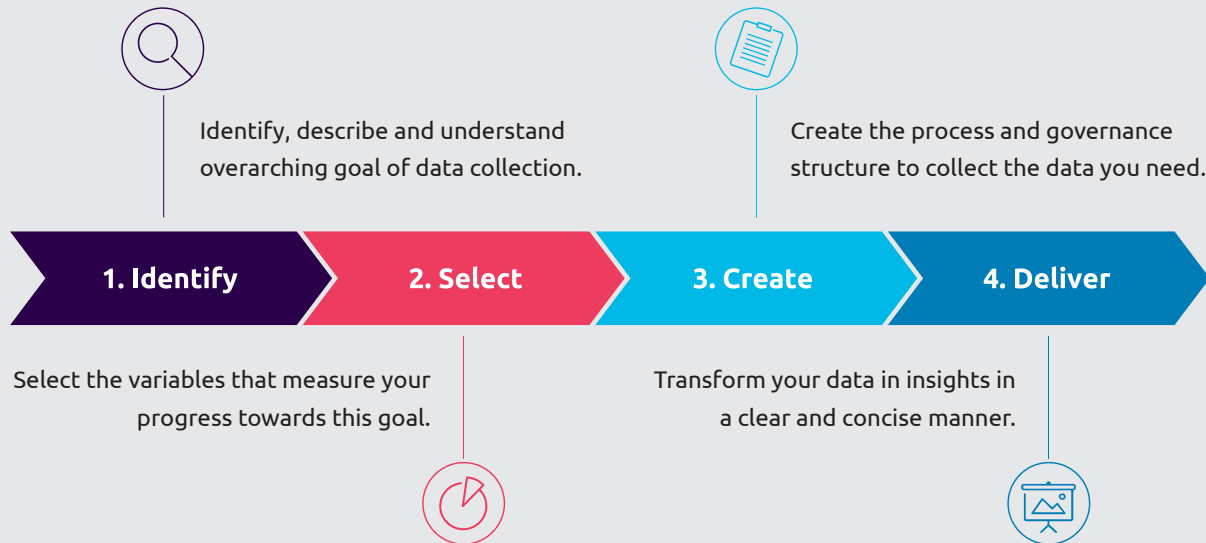 Identify, describe and understand
overarching goal of data collection.
Create the process and governance
structure to collect the data you need.
1. Identify
2. Select
3. Create
4. Deliver
Select the variables that measure your
progress towards this goal.
Transform your data in insights in
a clear and concise manner.